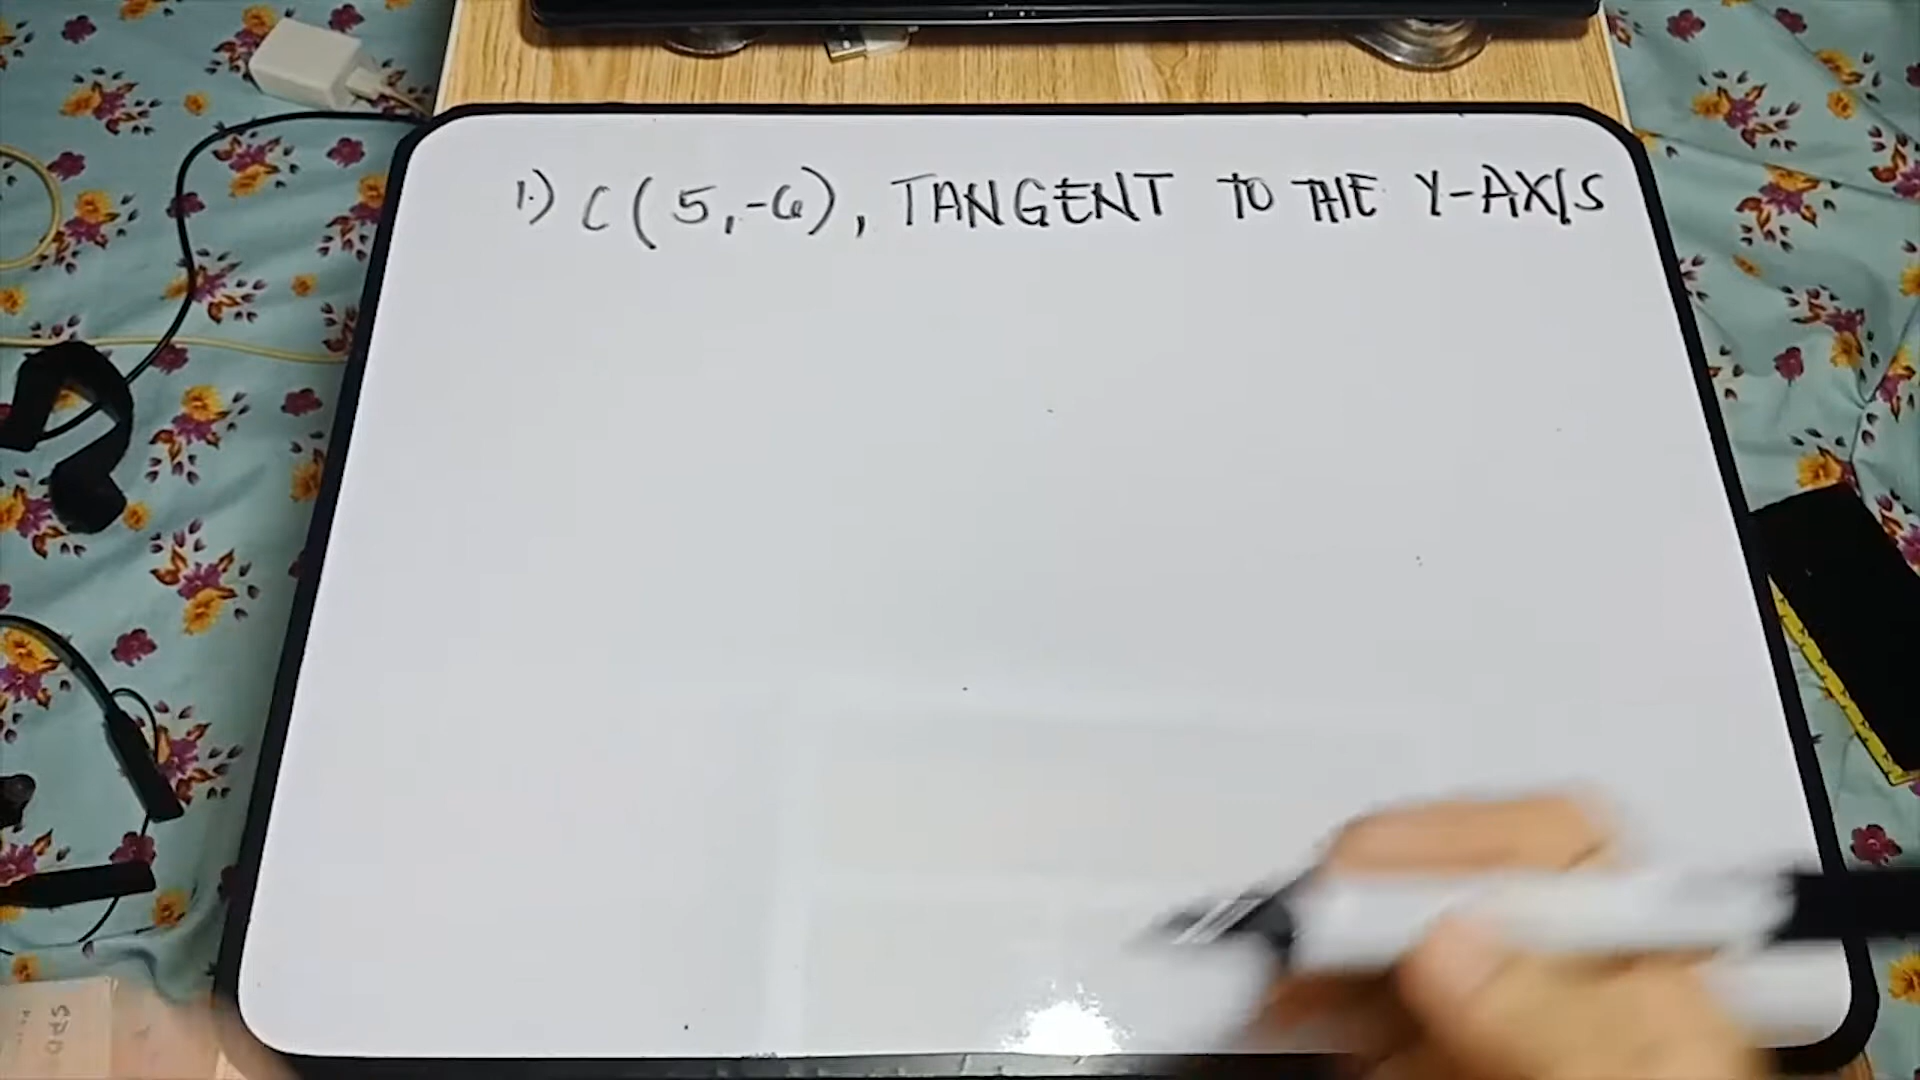 1.) C(5,-6), TANGENT TO THE Y-AXIS